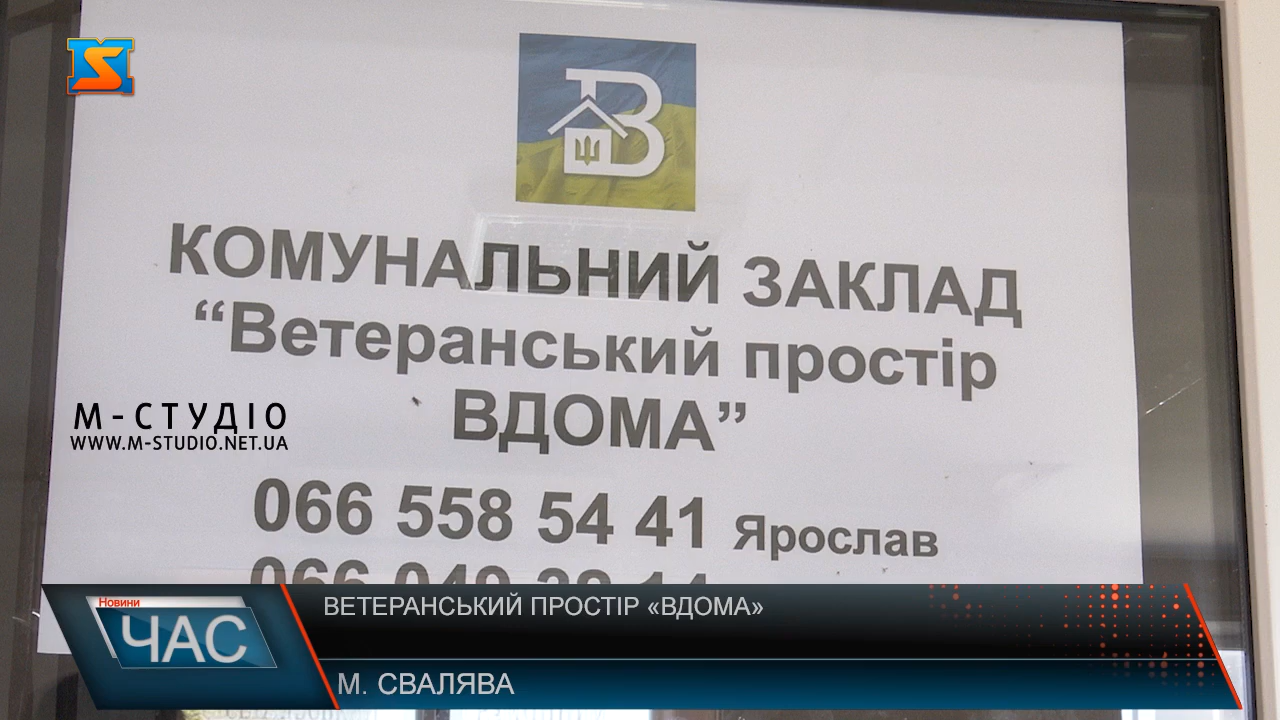 КОМУНАЛЬНИЙ ЗАКЛАД
“Ветеранський простір
ВДОМА”
М-СТУДІО
WWW.M-STUDIO.NET.UA
066 558 54 41 Ярослав
Новини
ЧАС
ВЕТЕРАНСЬКИЙ ПРОСТІР «ВДОМА»
М. СВАЛЯВА